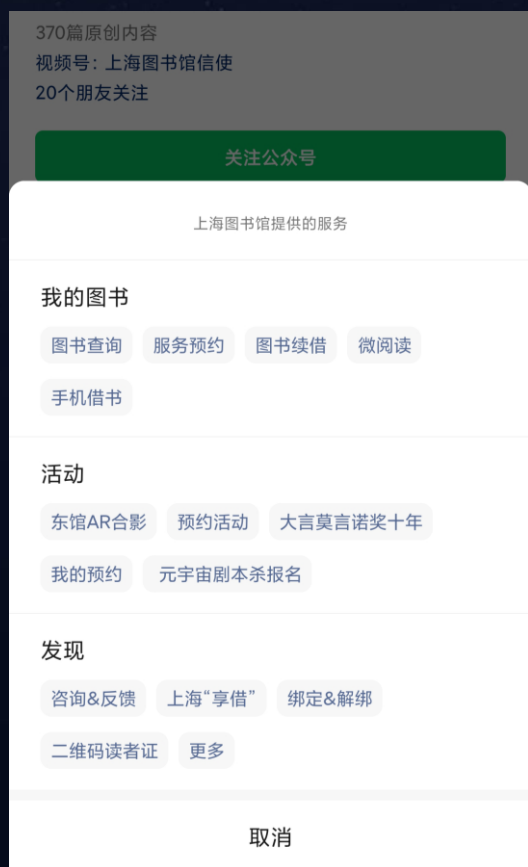 370篇原创内容
视频号：上海图书馆信使
20个朋友关注
关注公众号
上海图书馆提供的服务
我的图书
图书查询 服务预约 图书续借 微阅读
手机借书
活动
东馆AR合影 预约活动 大言莫言诺奖十年
我的预约 元宇宙剧本杀报名
发现
咨询&反馈 上海“享借” 绑定&解绑
二维码读者证 更多
取消